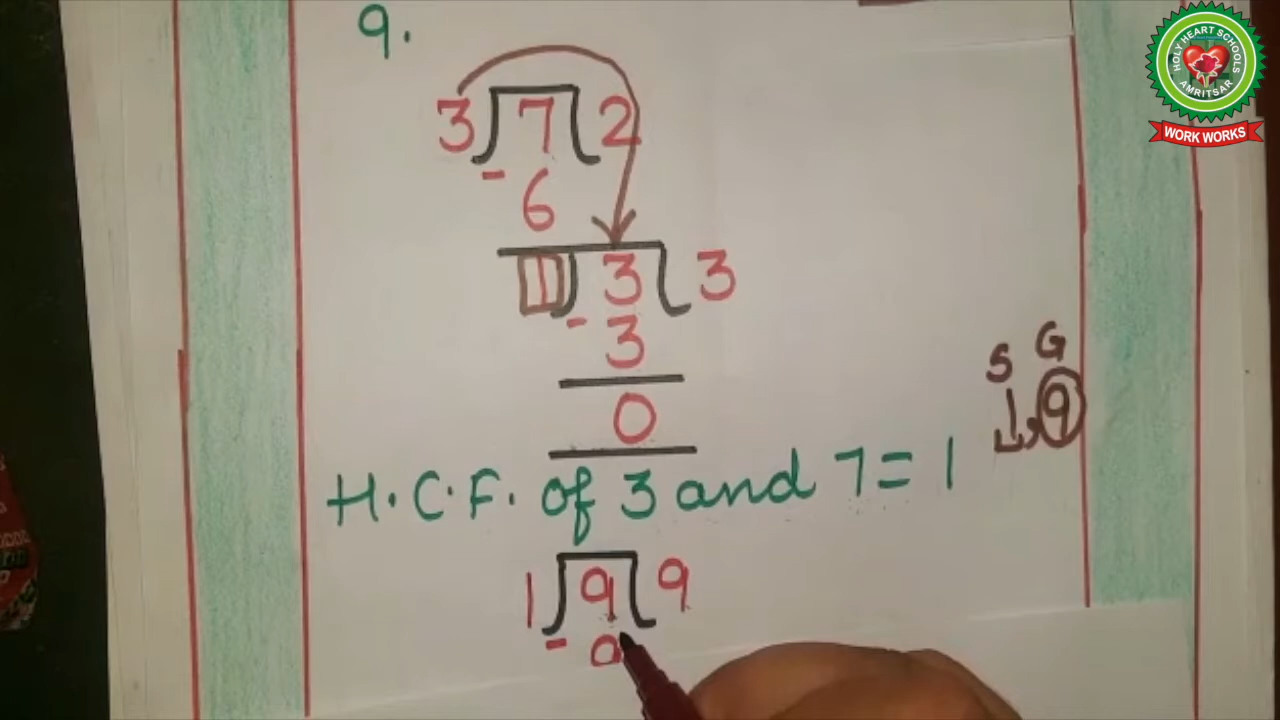 9.
3) 7 ( 2
- 6
1) 3 ( 3
- 3
0
S G
1 9
H.C.F. of 3 and 7 = 1
1) 9 ( 9
- 9
HOLY HEART SCHOOLS
AMRITSAR
WORK WORKS